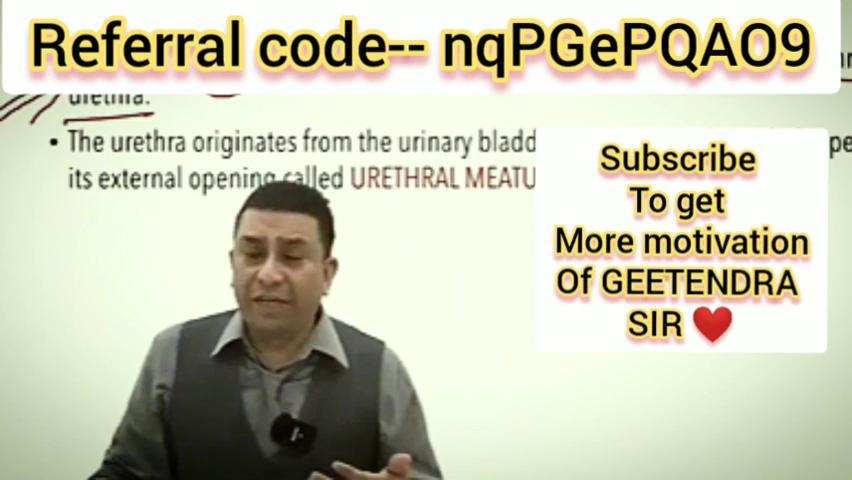 Referral code-- nqPGePQAO9
urethra.
• The urethra originates from the urinary bladd
its external opening called URETHRAL MEATU
Subscribe
To get
More motivation
Of GEETENDRA
SIR ❤️